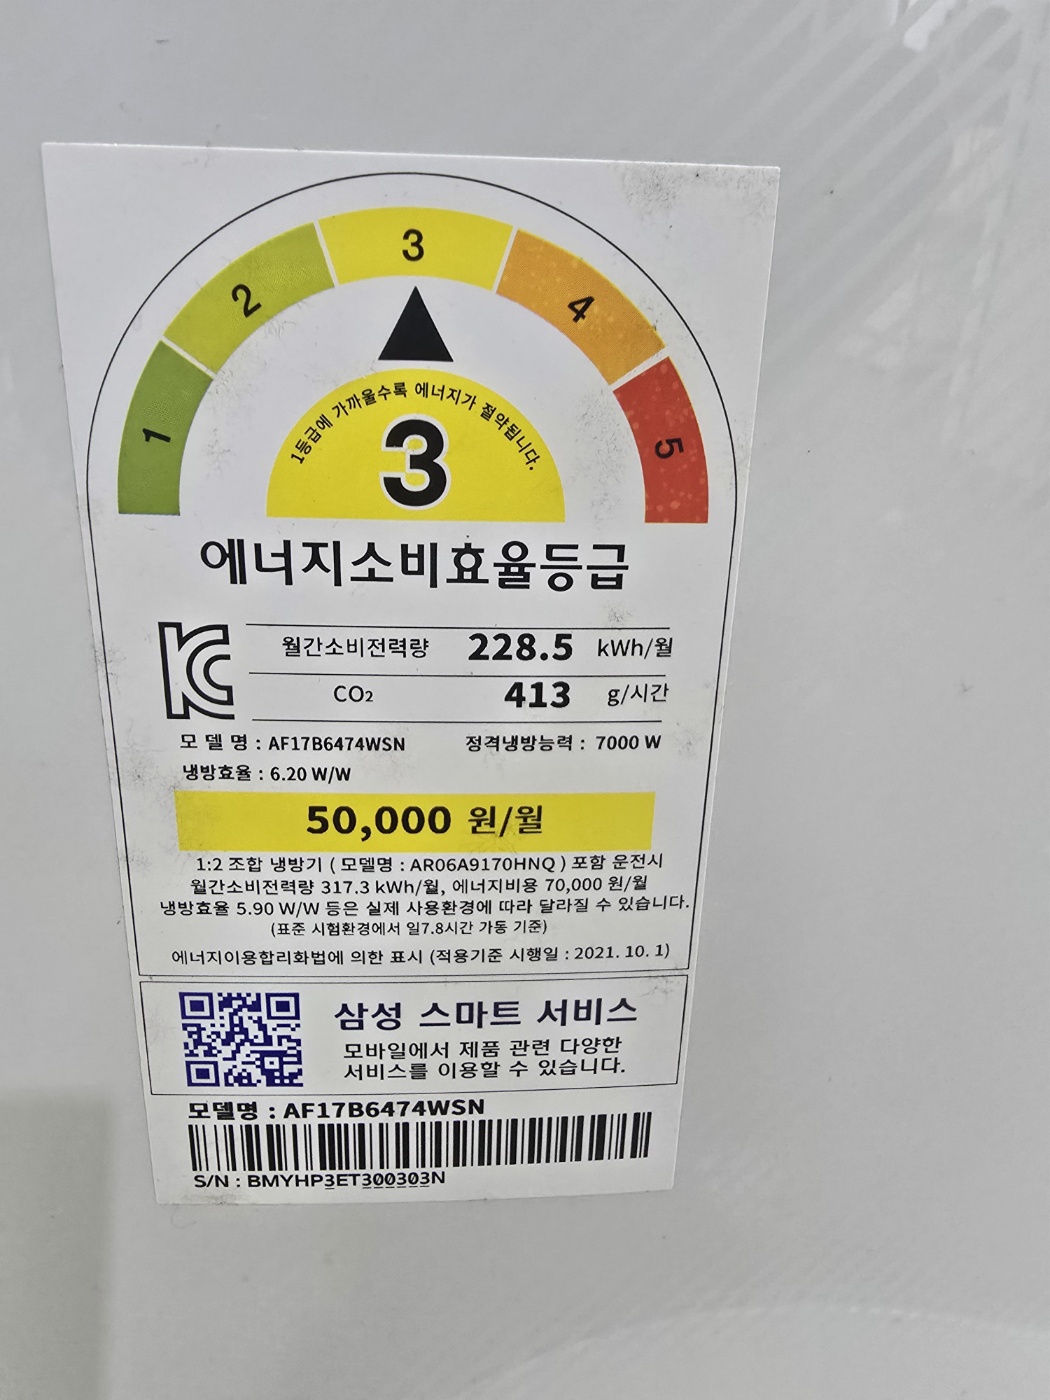 1 2 3 4 5
1등급에 가까울수록 에너지가 절약됩니다.
3
에너지소비효율등급
월간소비전력량 228.5 kWh/월
CO₂ 413 g/시간
모 델 명 : AF17B6474WSN 정격냉방능력 : 7000 W
냉방효율 : 6.20 W/W
50,000 원/월
1:2 조합 냉방기 ( 모델명 : AR06A9170HNQ ) 포함 운전시
월간소비전력량 317.3 kWh/월, 에너지비용 70,000 원/월
냉방효율 5.90 W/W 등은 실제 사용환경에 따라 달라질 수 있습니다.
(표준 시험환경에서 일7.8시간 가동 기준)
에너지이용합리화법에 의한 표시 (적용기준 시행일 : 2021. 10. 1)
삼성 스마트 서비스
모바일에서 제품 관련 다양한
서비스를 이용할 수 있습니다.
모델명 : AF17B6474WSN
S/N : BMYHP3ET300303N